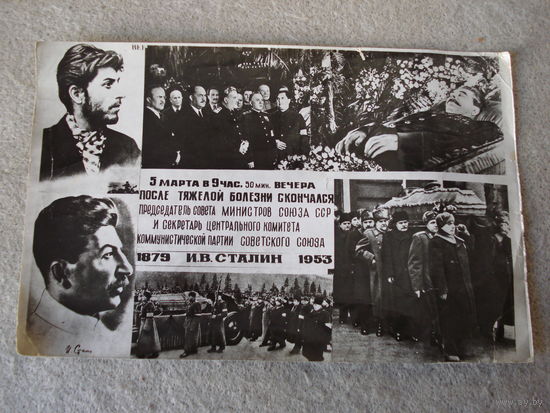 5 МАРТА В 9 ЧАС. 50 МИН. ВЕЧЕРА
ПОСЛЕ ТЯЖЕЛОЙ БОЛЕЗНИ СКОНЧАЛСЯ
ПРЕДСЕДАТЕЛЬ СОВЕТА МИНИСТРОВ СОЮЗА ССР
И СЕКРЕТАРЬ ЦЕНТРАЛЬНОГО КОМИТЕТА
КОММУНИСТИЧЕСКОЙ ПАРТИИ СОВЕТСКОГО СОЮЗА
1879 И.В. СТАЛИН 1953